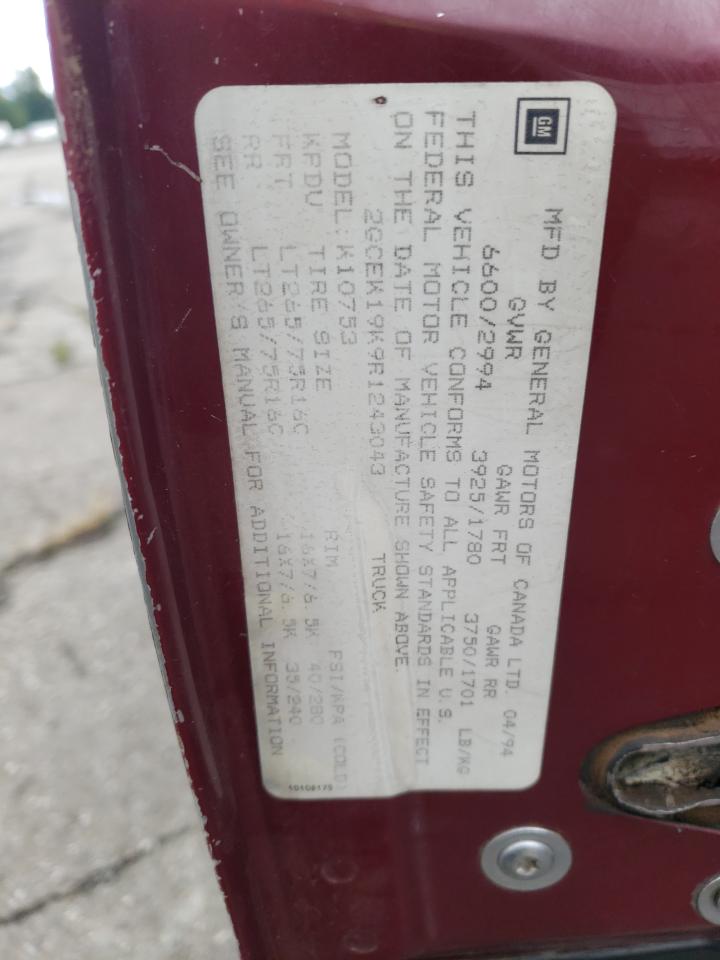 GM
MFD BY GENERAL MOTORS OF CANADA LTD. 04/94
GVWR GAWR FRT GAWR RR
6600/2994 3925/1780 3750/1701 LB/KG
THIS VEHICLE CONFORMS TO ALL APPLICABLE U.S.
FEDERAL MOTOR VEHICLE SAFETY STANDARDS IN EFFECT
ON THE DATE OF MANUFACTURE SHOWN ABOVE.
2GCEK19K9R1243043 TRUCK
MODEL:K10753
KPDV TIRE SIZE RIM PSI/KPA (COLD)
FRT LT265/75R16C 16X7/6.5K 40/280
RR LT265/75R16C 16X7/6.5K 35/240
SEE OWNER'S MANUAL FOR ADDITIONAL INFORMATION